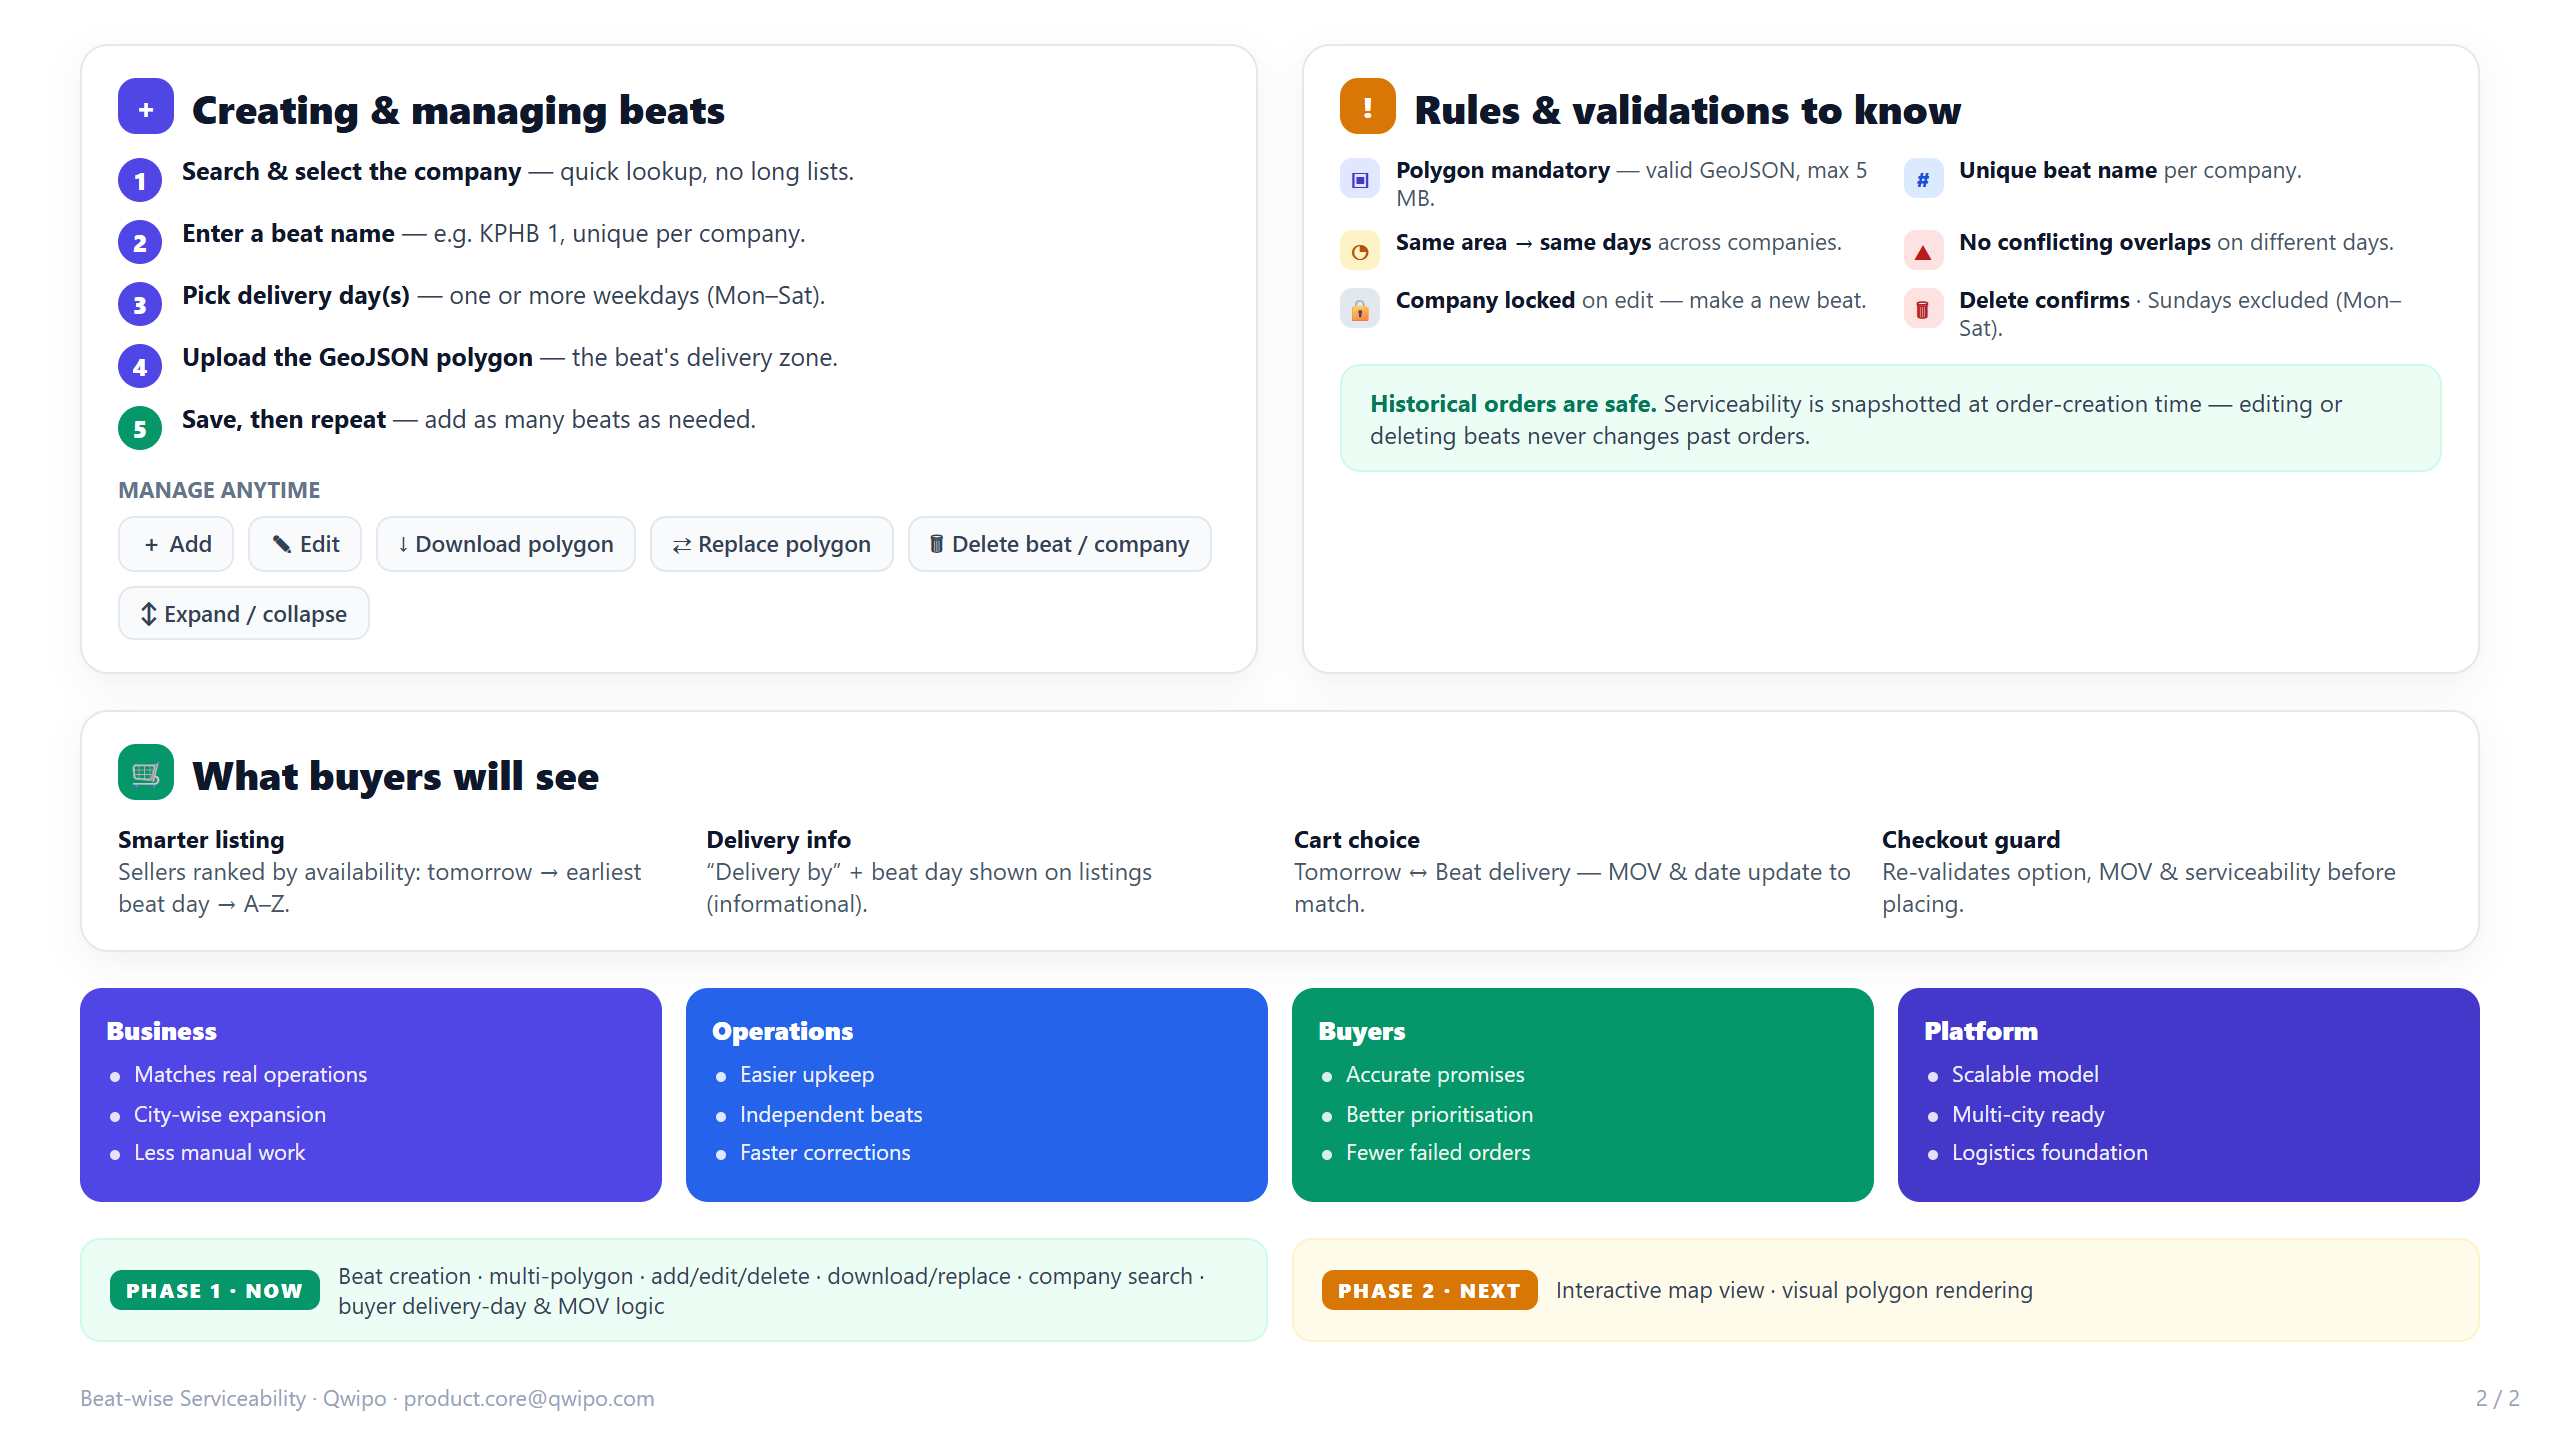 Creating & managing beats
1 Search & select the company — quick lookup, no long lists.
2 Enter a beat name — e.g. KPHB 1, unique per company.
3 Pick delivery day(s) — one or more weekdays (Mon–Sat).
4 Upload the GeoJSON polygon — the beat's delivery zone.
5 Save, then repeat — add as many beats as needed.
MANAGE ANYTIME
+ Add
Edit
↓ Download polygon
⇄ Replace polygon
Delete beat / company
↕ Expand / collapse
! Rules & validations to know
Polygon mandatory — valid GeoJSON, max 5
MB.
# Unique beat name per company.
Same area → same days across companies.
No conflicting overlaps on different days.
Company locked on edit — make a new beat.
Delete confirms · Sundays excluded (Mon–
Sat).
Historical orders are safe. Serviceability is snapshotted at order-creation time — editing or
deleting beats never changes past orders.
What buyers will see
Smarter listing
Sellers ranked by availability: tomorrow → earliest
beat day → A–Z.
Delivery info
“Delivery by” + beat day shown on listings
(informational).
Cart choice
Tomorrow ↔ Beat delivery — MOV & date update to
match.
Checkout guard
Re-validates option, MOV & serviceability before
placing.
Business
• Matches real operations
• City-wise expansion
• Less manual work
Operations
• Easier upkeep
• Independent beats
• Faster corrections
Buyers
• Accurate promises
• Better prioritisation
• Fewer failed orders
Platform
• Scalable model
• Multi-city ready
• Logistics foundation
PHASE 1 · NOW
Beat creation · multi-polygon · add/edit/delete · download/replace · company search ·
buyer delivery-day & MOV logic
PHASE 2 · NEXT
Interactive map view · visual polygon rendering
Beat-wise Serviceability · Qwipo · product.core@qwipo.com
2 / 2